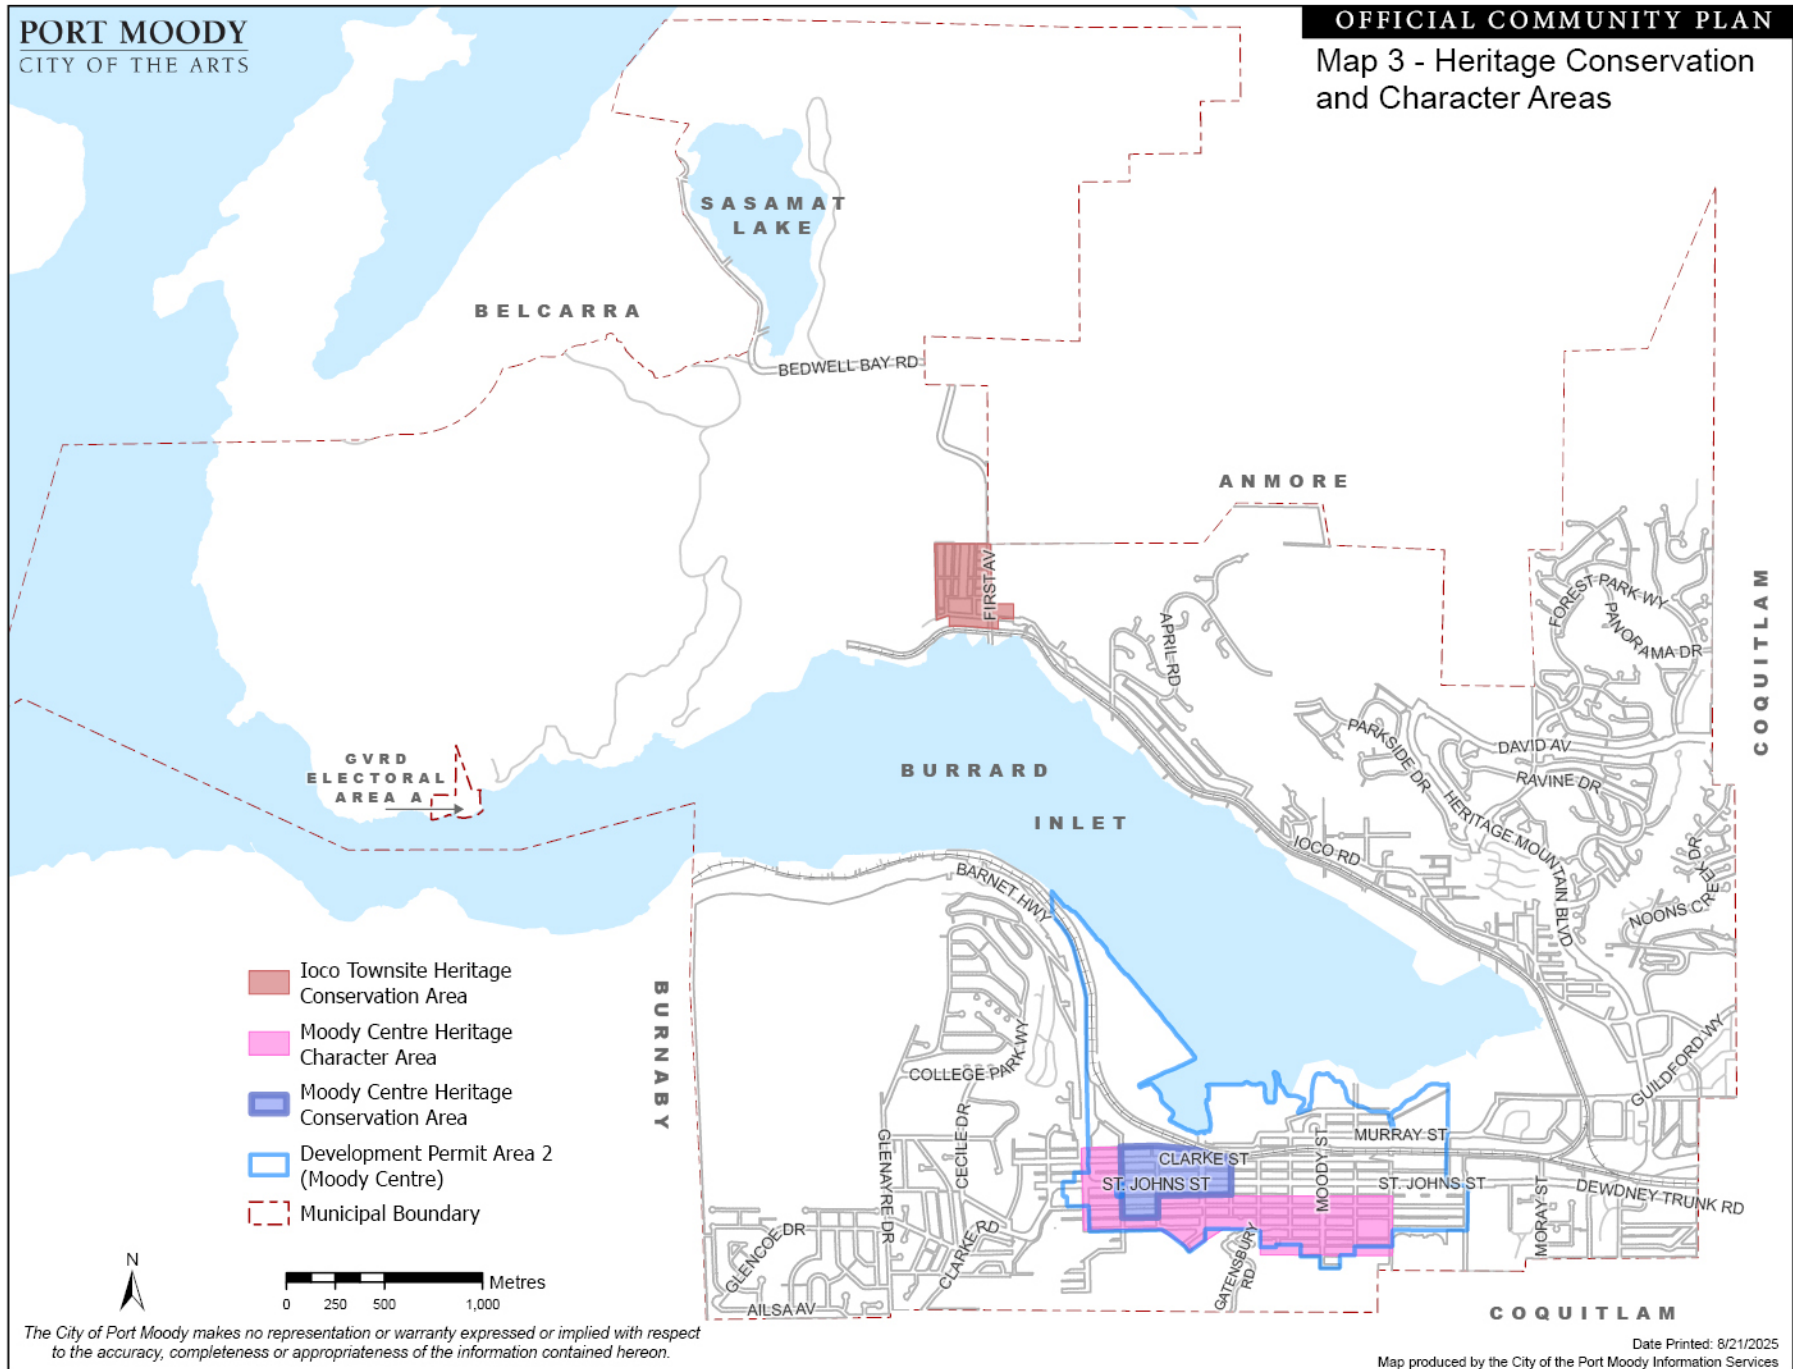 PORT MOODY
CITY OF THE ARTS
OFFICIAL COMMUNITY PLAN
Map 3 - Heritage Conservation
and Character Areas
SASAMAT
LAKE
BELCARRA
BEDWELL BAY RD
ANMORE
FIRST AV
APRIL RD
FOREST PARK WY
PANORAMA DR
COQUITLAM
PARKSIDE DR
DAVID AV
RAVINE DR
HERITAGE MOUNTAIN BLVD
NOONS CREEK DR
IOCO RD
GVRD
ELECTORAL
AREA A
BURRARD
INLET
BARNET HWY
BURNABY
COLLEGE PARK WY
CECILE DR
GLENAYRE DR
GUILDFORD WY
MURRAY ST
MOODY ST
CLARKE ST
ST. JOHNS ST
ST. JOHNS ST
DEWDNEY TRUNK RD
MORAY ST
GATENSBURY
RD
CLARKE RD
GLENCOE DR
AILSA AV
COQUITLAM
Ioco Townsite Heritage
Conservation Area
Moody Centre Heritage
Character Area
Moody Centre Heritage
Conservation Area
Development Permit Area 2
(Moody Centre)
Municipal Boundary
N
Metres
0 250 500 1,000
The City of Port Moody makes no representation or warranty expressed or implied with respect
to the accuracy, completeness or appropriateness of the information contained hereon.
Date Printed: 8/21/2025
Map produced by the City of the Port Moody Information Services